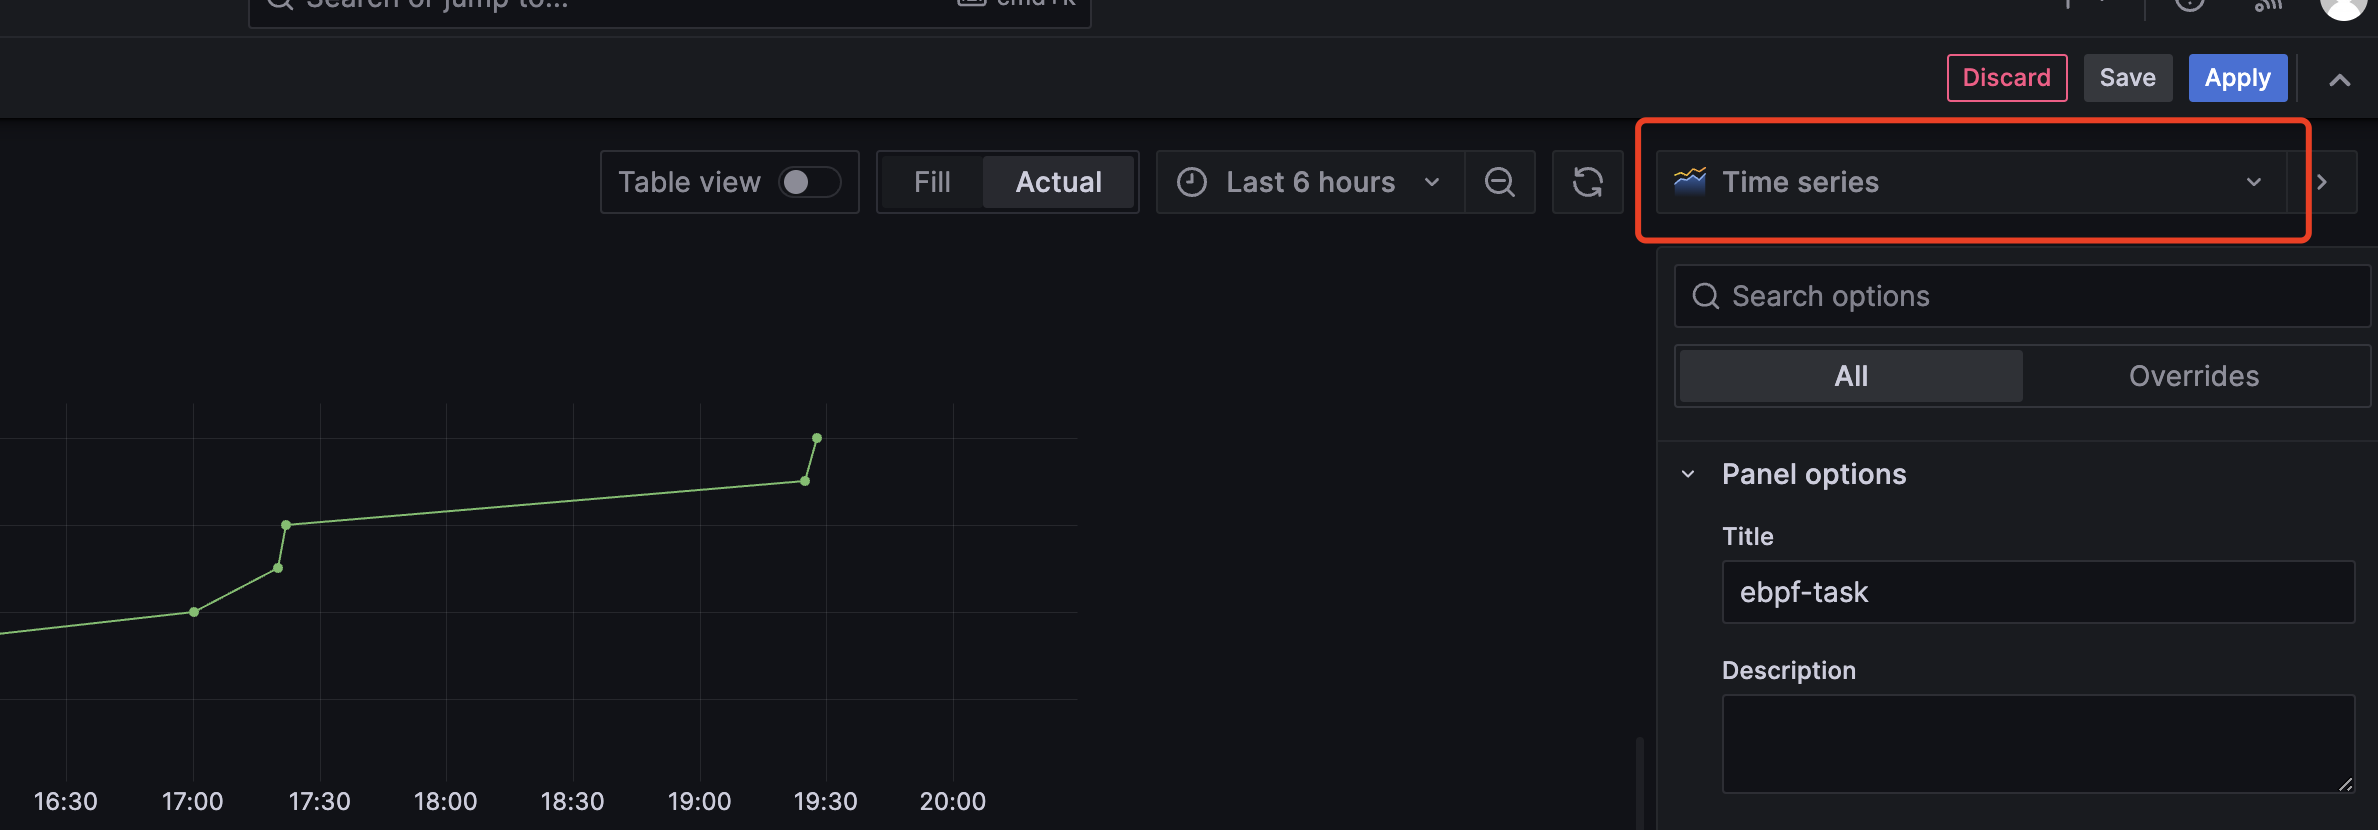 Search or jump to...
cmd+k
Discard
Save
Apply
Table view
Fill
Actual
Last 6 hours
Time series
Search options
All
Overrides
Panel options
Title
ebpf-task
Description
16:30 17:00 17:30 18:00 18:30 19:00 19:30 20:00